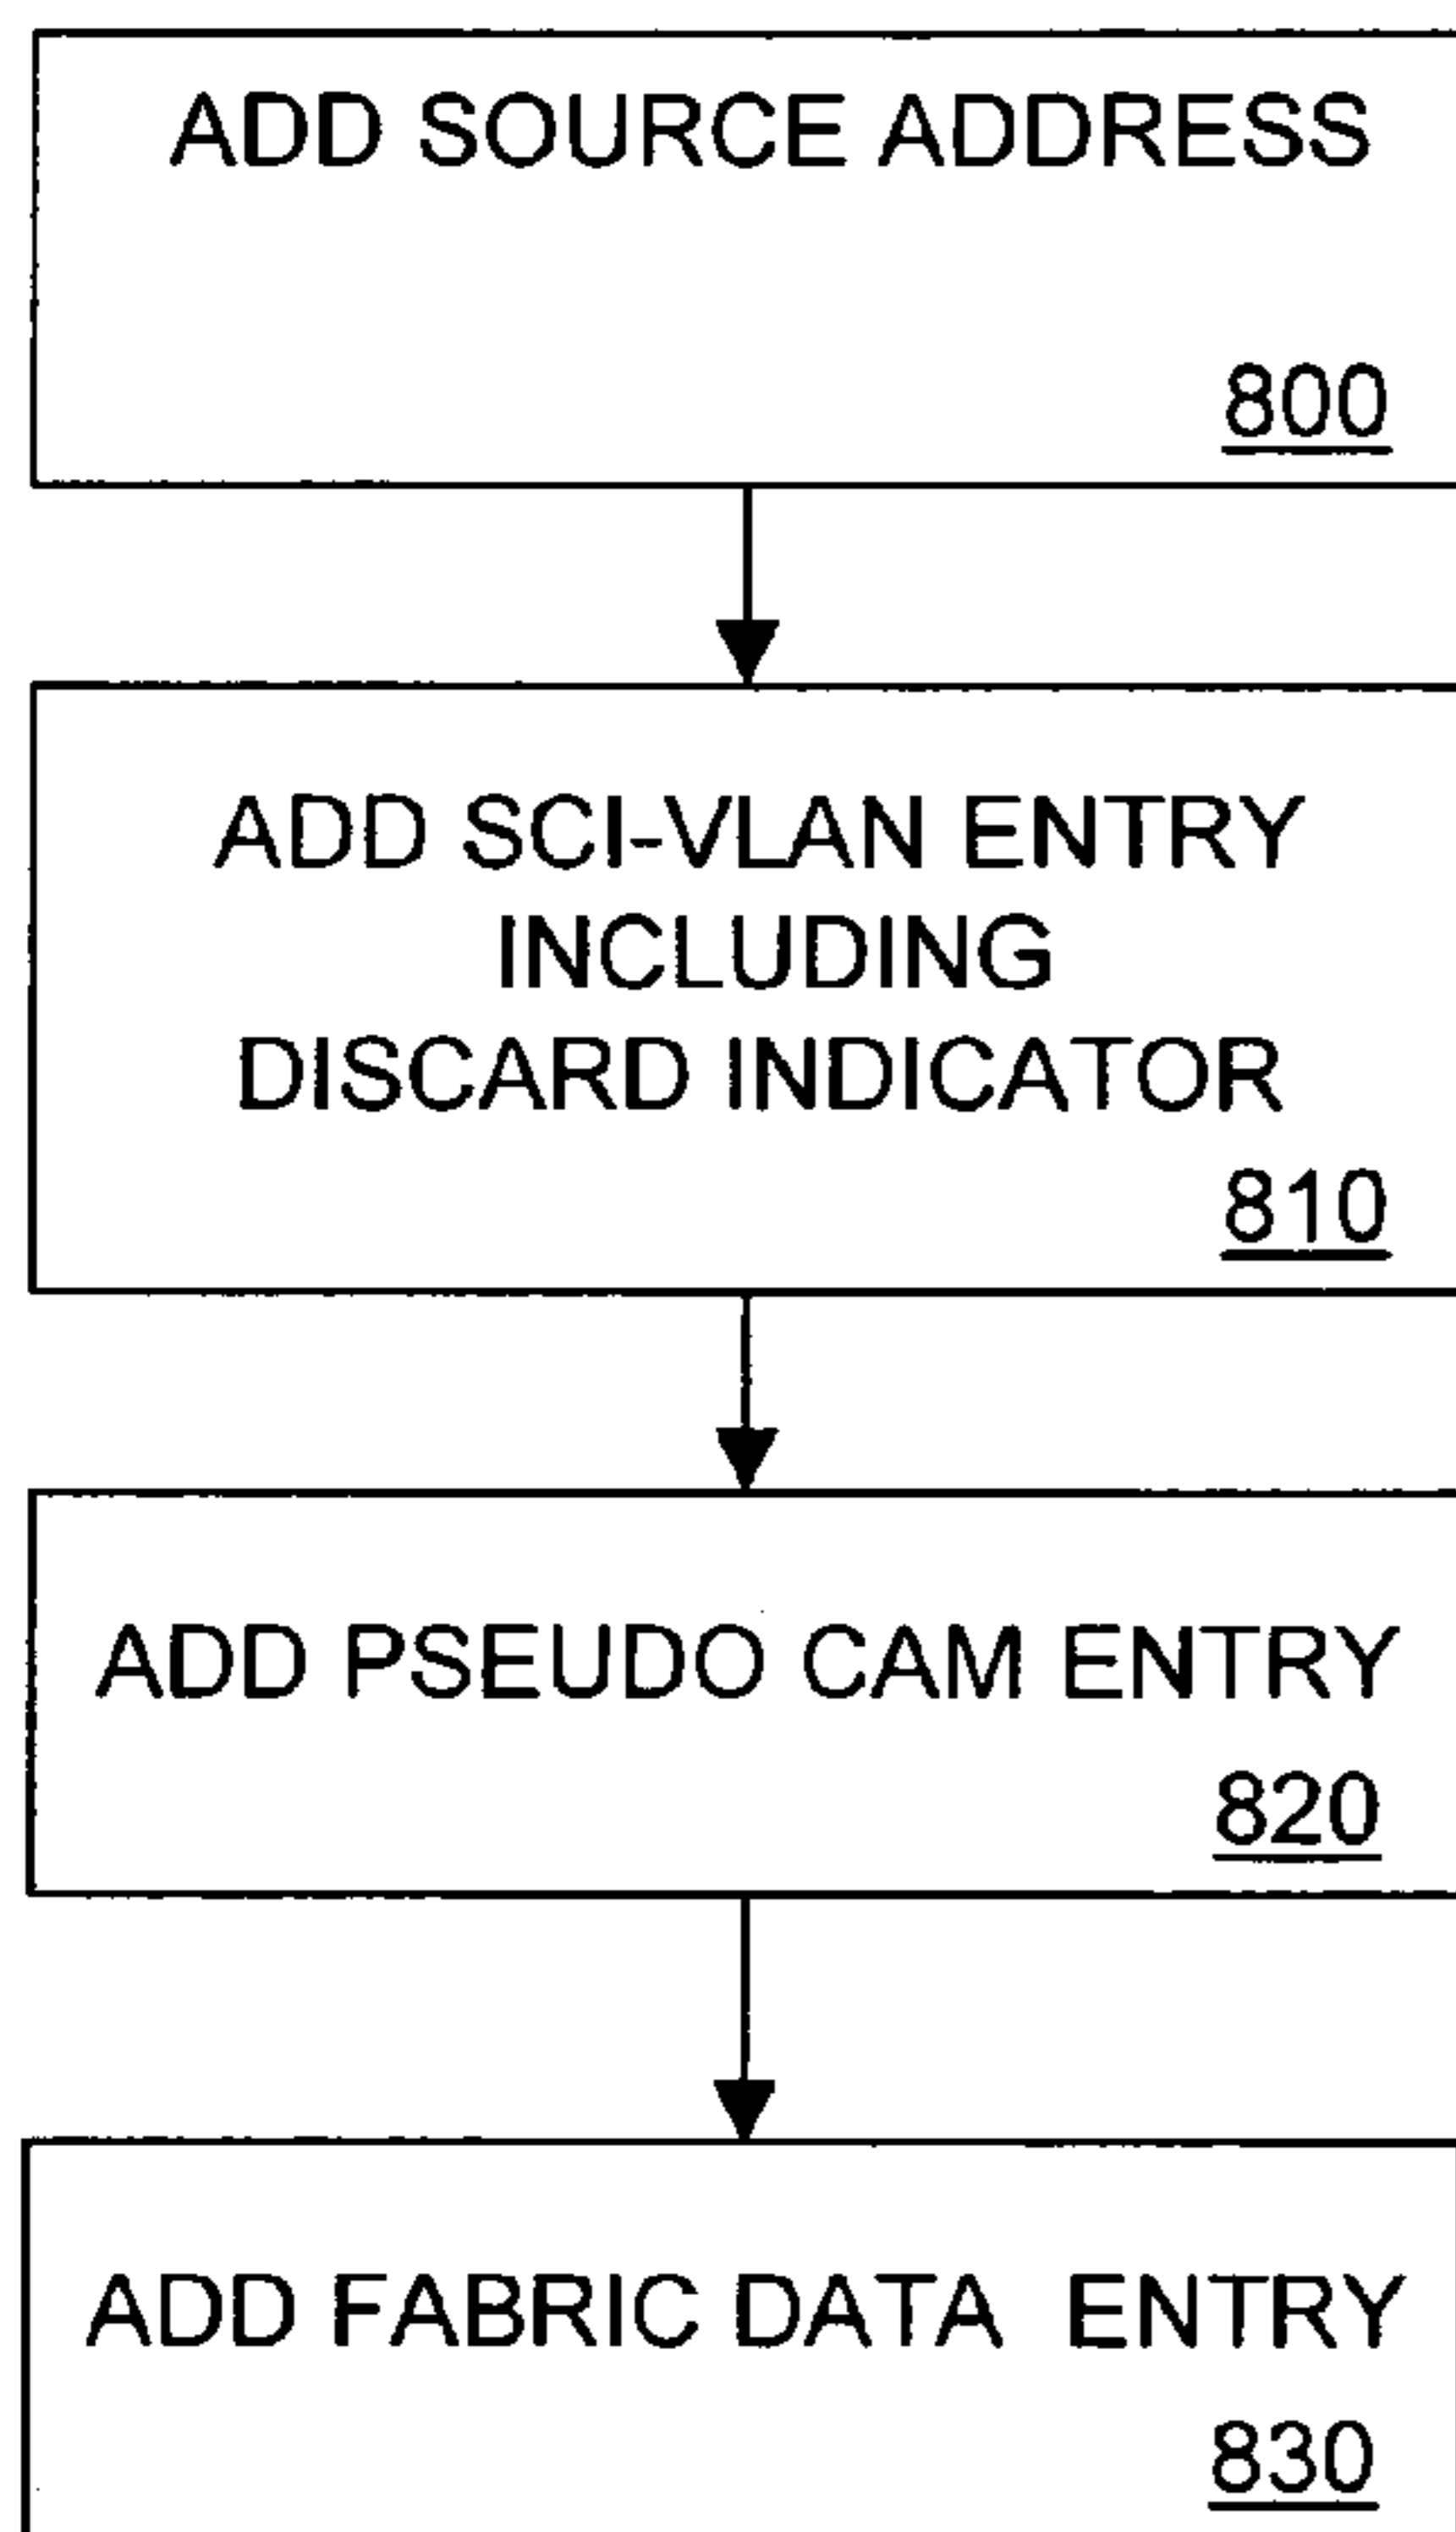 ADD SOURCE ADDRESS
800
ADD SCI-VLAN ENTRY
INCLUDING
DISCARD INDICATOR
810
ADD PSEUDO CAM ENTRY
820
ADD FABRIC DATA ENTRY
830